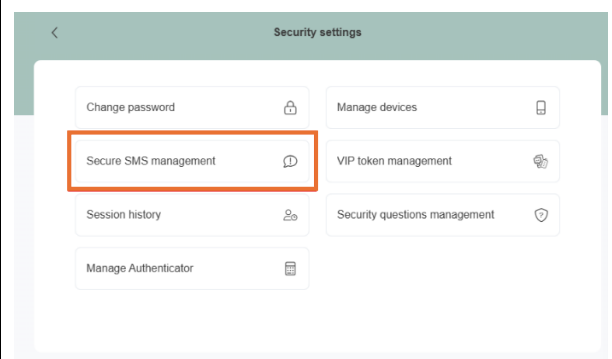 Security settings
Change password
Manage devices
Secure SMS management
VIP token management
Session history
Security questions management
Manage Authenticator